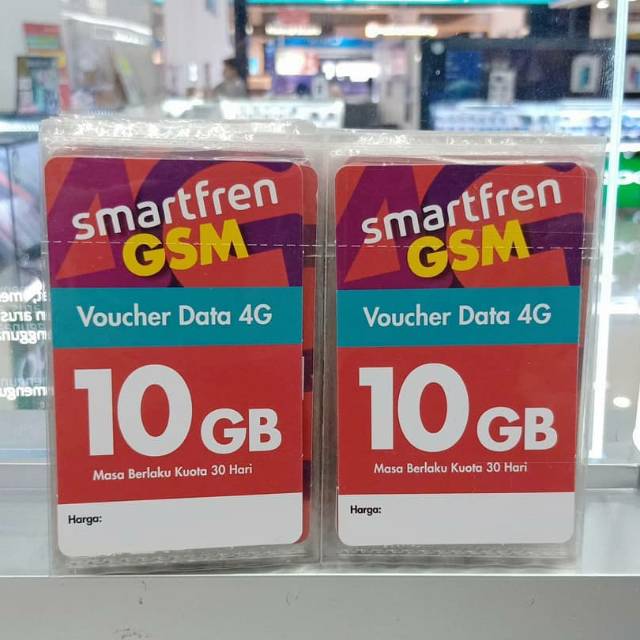 smartfren
GSM
Voucher Data 4G
10 GB
Masa Berlaku Kuota 30 Hari
Harga:
smartfren
GSM
Voucher Data 4G
10 GB
Masa Berlaku Kuota 30 Hari
Harga: